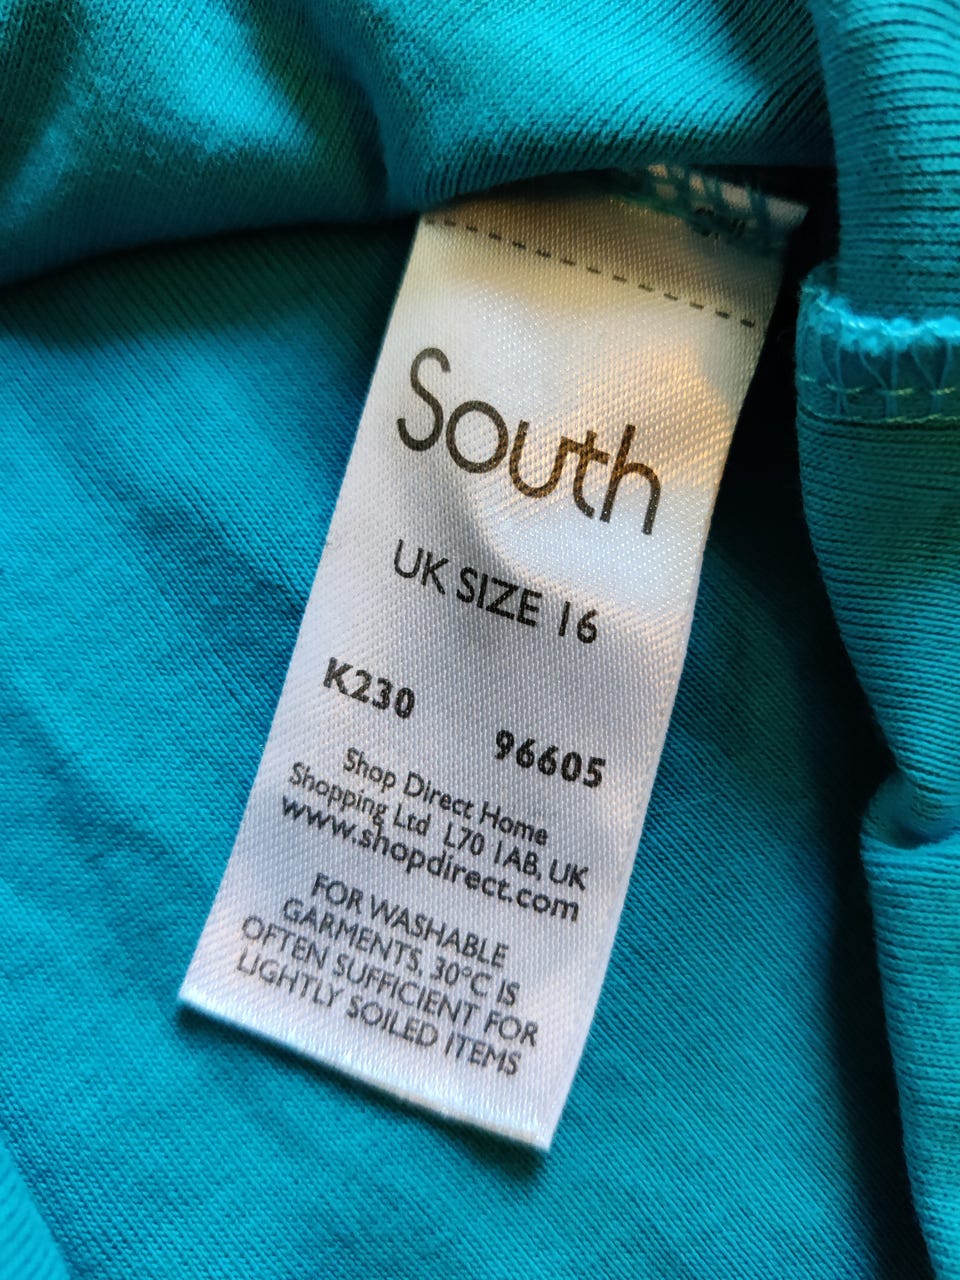 South
UK SIZE 16
K230
96605
Shop Direct Home
Shopping Ltd L70 1AB, UK
www.shopdirect.com
FOR WASHABLE
GARMENTS, 30°C IS
OFTEN SUFFICIENT FOR
LIGHTLY SOILED ITEMS